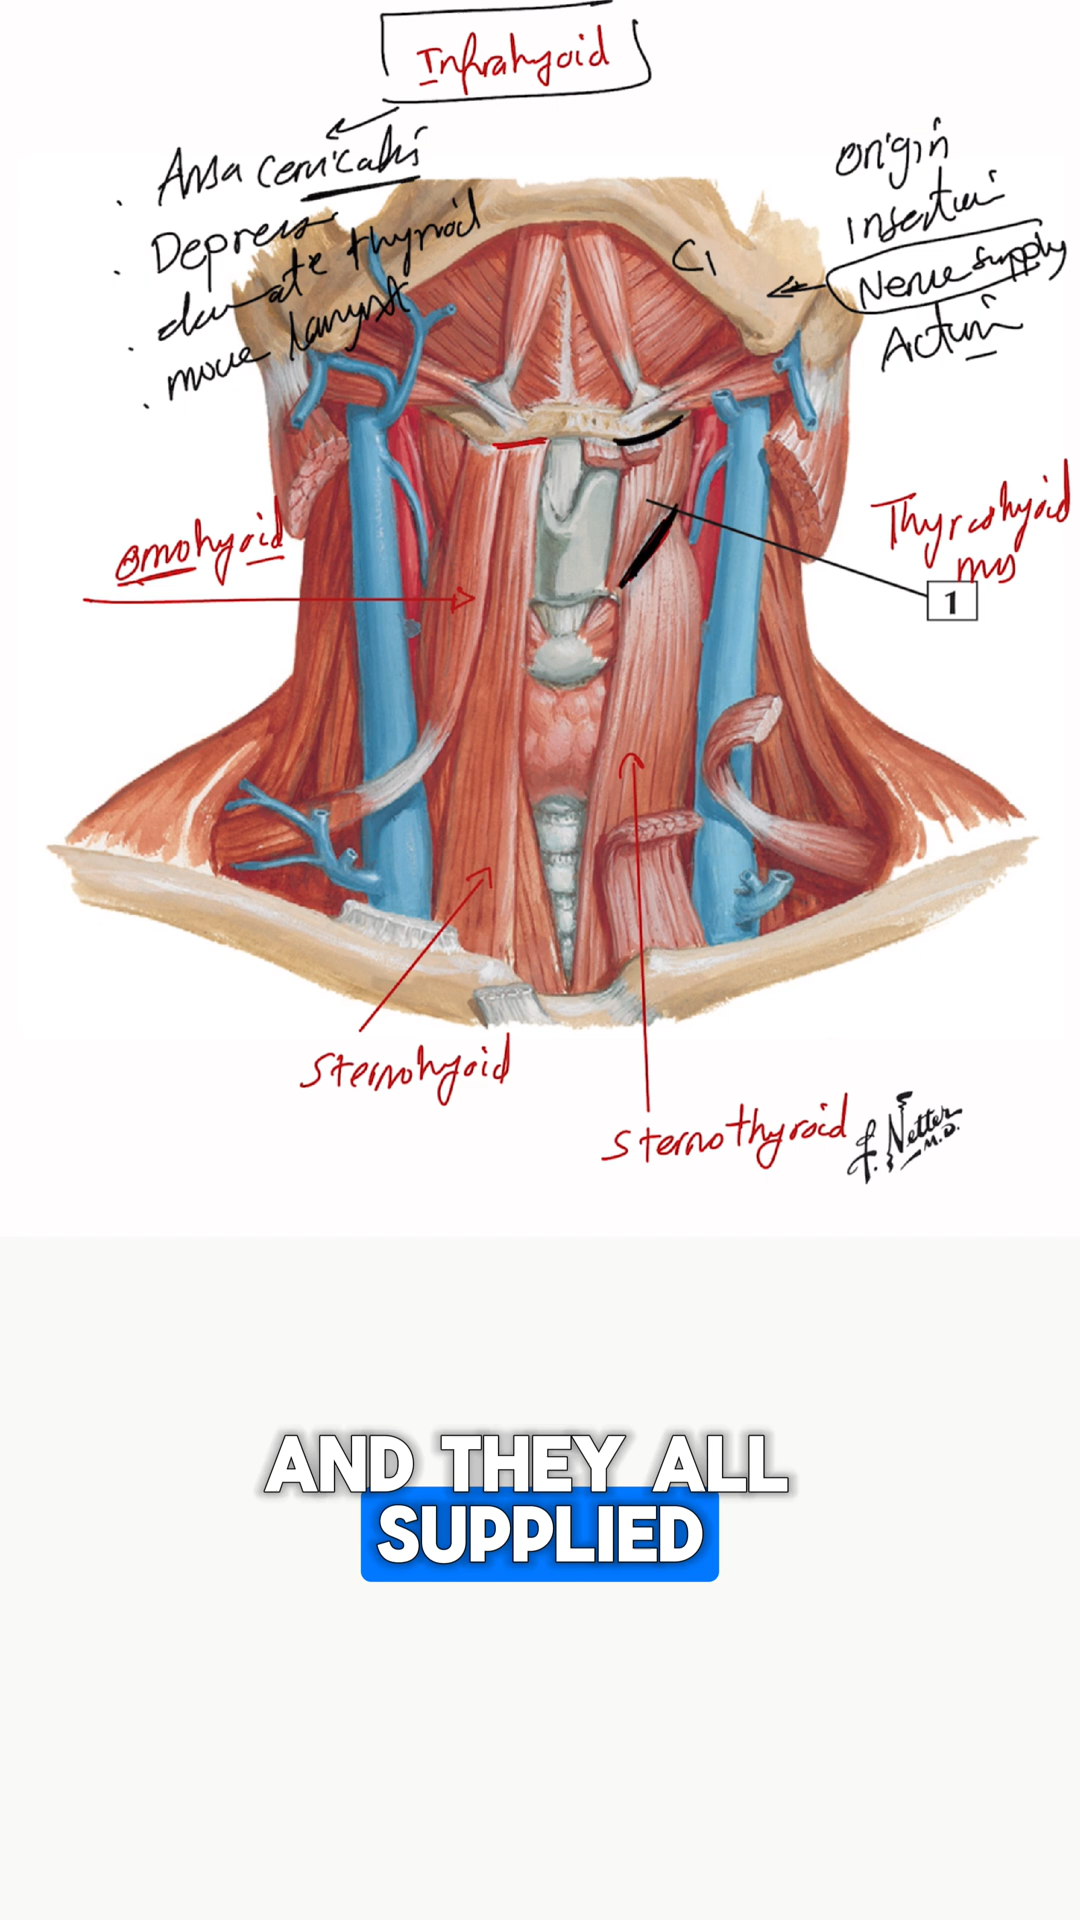 Infrahyoid
. Ansa cervicalis
. Depress
. elevate thyroid
. move larynx
Origin
Insertion
Nerve supply
Action
C1
Thyrohyoid
ms
1
omohyoid
Sternohyoid
Sternothyroid
F. Netter
M.D.
AND THEY ALL
SUPPLIED